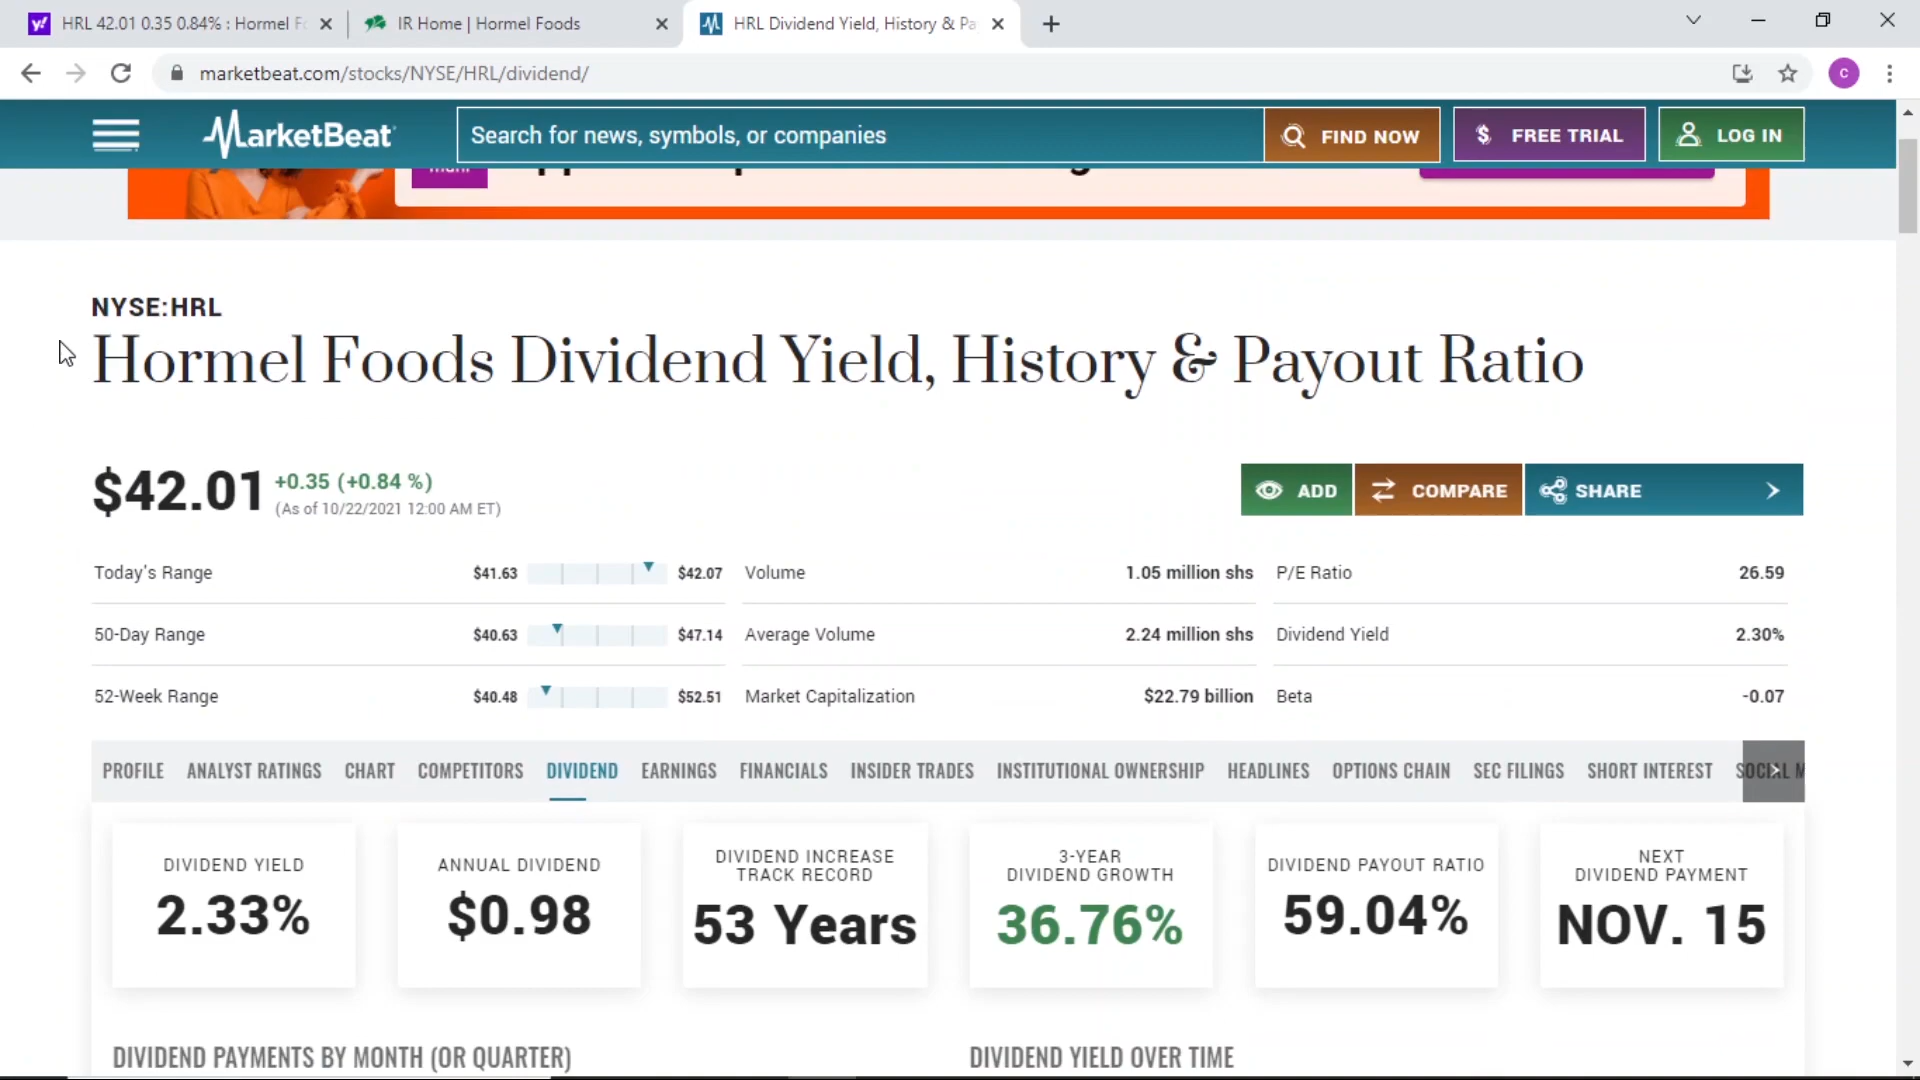 HRL 42.01 0.35 0.84% : Hormel F
IR Home | Hormel Foods
HRL Dividend Yield, History & Pa
marketbeat.com/stocks/NYSE/HRL/dividend/
C
MarketBeat
Search for news, symbols, or companies
FIND NOW
$ FREE TRIAL
LOG IN
NYSE:HRL
Hormel Foods Dividend Yield, History & Payout Ratio
$42.01 +0.35 (+0.84 %)
(As of 10/22/2021 12:00 AM ET)
ADD
COMPARE
SHARE
Today's Range $41.63 $42.07 Volume 1.05 million shs P/E Ratio 26.59
50-Day Range $40.63 $47.14 Average Volume 2.24 million shs Dividend Yield 2.30%
52-Week Range $40.48 $52.51 Market Capitalization $22.79 billion Beta -0.07
PROFILE ANALYST RATINGS CHART COMPETITORS DIVIDEND EARNINGS FINANCIALS INSIDER TRADES INSTITUTIONAL OWNERSHIP HEADLINES OPTIONS CHAIN SEC FILINGS SHORT INTEREST SOCIAL M
DIVIDEND YIELD
2.33%
ANNUAL DIVIDEND
$0.98
DIVIDEND INCREASE
TRACK RECORD
53 Years
3-YEAR
DIVIDEND GROWTH
36.76%
DIVIDEND PAYOUT RATIO
59.04%
NEXT
DIVIDEND PAYMENT
NOV. 15
DIVIDEND PAYMENTS BY MONTH (OR QUARTER)
DIVIDEND YIELD OVER TIME